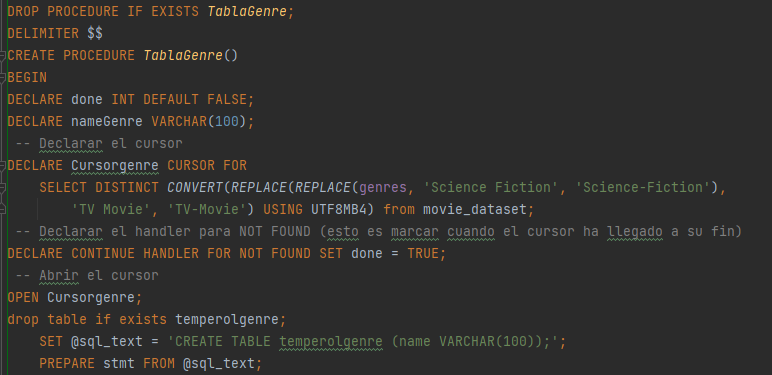 DROP PROCEDURE IF EXISTS TablaGenre;
DELIMITER $$
CREATE PROCEDURE TablaGenre()
BEGIN
DECLARE done INT DEFAULT FALSE;
DECLARE nameGenre VARCHAR(100);
-- Declarar el cursor
DECLARE Cursorgenre CURSOR FOR
SELECT DISTINCT CONVERT(REPLACE(REPLACE(genres, 'Science Fiction', 'Science-Fiction'),
'TV Movie', 'TV-Movie') USING UTF8MB4) from movie_dataset;
-- Declarar el handler para NOT FOUND (esto es marcar cuando el cursor ha llegado a su fin)
DECLARE CONTINUE HANDLER FOR NOT FOUND SET done = TRUE;
-- Abrir el cursor
OPEN Cursorgenre;
drop table if exists temperolgenre;
SET @sql_text = 'CREATE TABLE temperolgenre (name VARCHAR(100));';
PREPARE stmt FROM @sql_text;